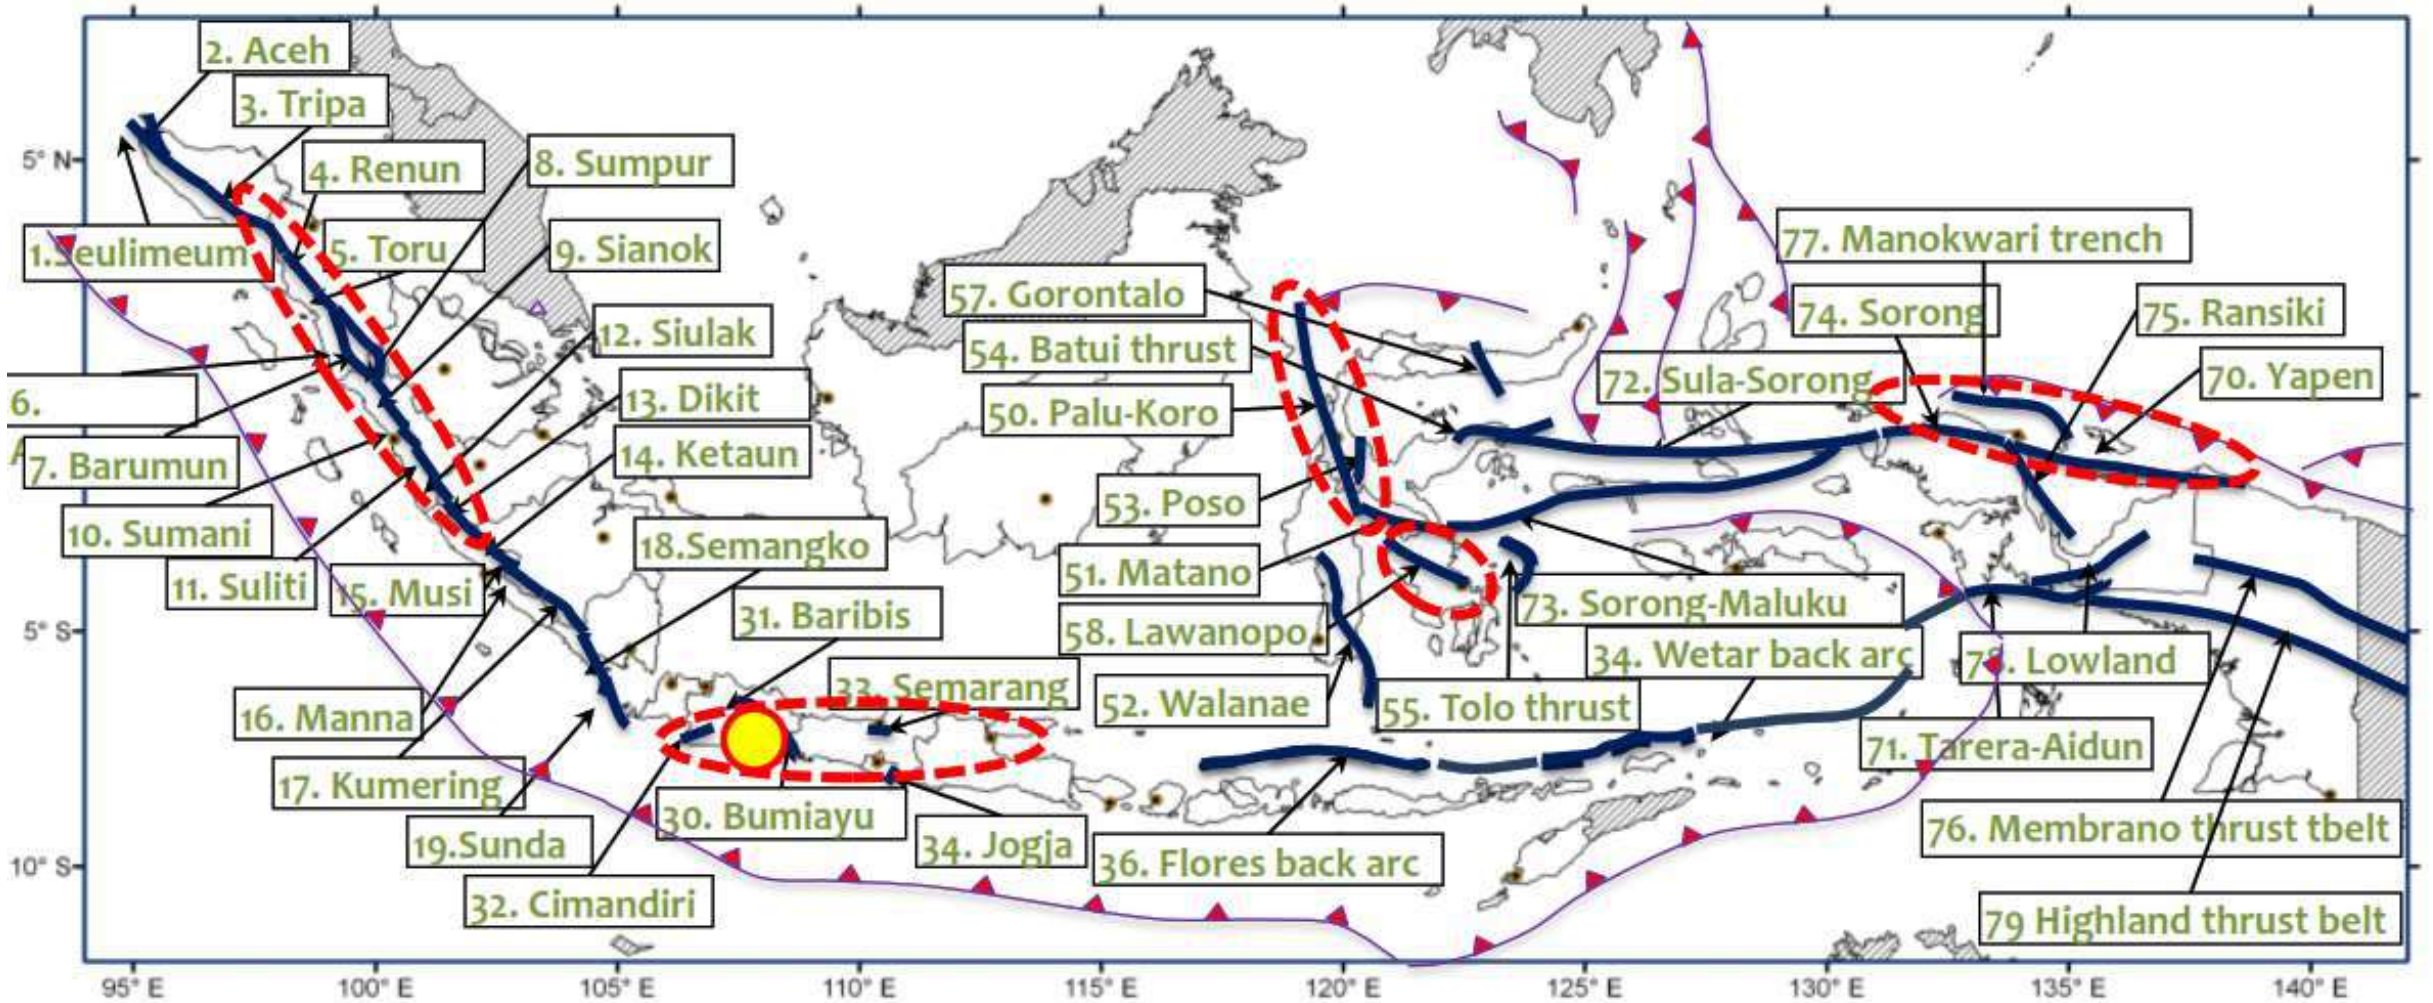 2. Aceh
3. Tripa
4. Renun
8. Sumpur
5° N
1.Seulimeum
5. Toru
9. Sianok
77. Manokwari trench
57. Gorontalo
74. Sorong
75. Ransiki
12. Siulak
54. Batui thrust
72. Sula-Sorong
70. Yapen
6.
13. Dikit
50. Palu-Koro
7. Barumun
14. Ketaun
53. Poso
10. Sumani
18.Semangko
51. Matano
11. Suliti
15. Musi
31. Baribis
58. Lawanopo
73. Sorong-Maluku
5° S
34. Wetar back arc
78. Lowland
33. Semarang
16. Manna
52. Walanae
55. Tolo thrust
71. Tarera-Aidun
17. Kumering
30. Bumiayu
19.Sunda
34. Jogja
36. Flores back arc
76. Membrano thrust tbelt
10° S
32. Cimandiri
79 Highland thrust belt
95° E
100° E
105° E
110° E
115° E
120° E
125° E
130° E
135° E
140° E